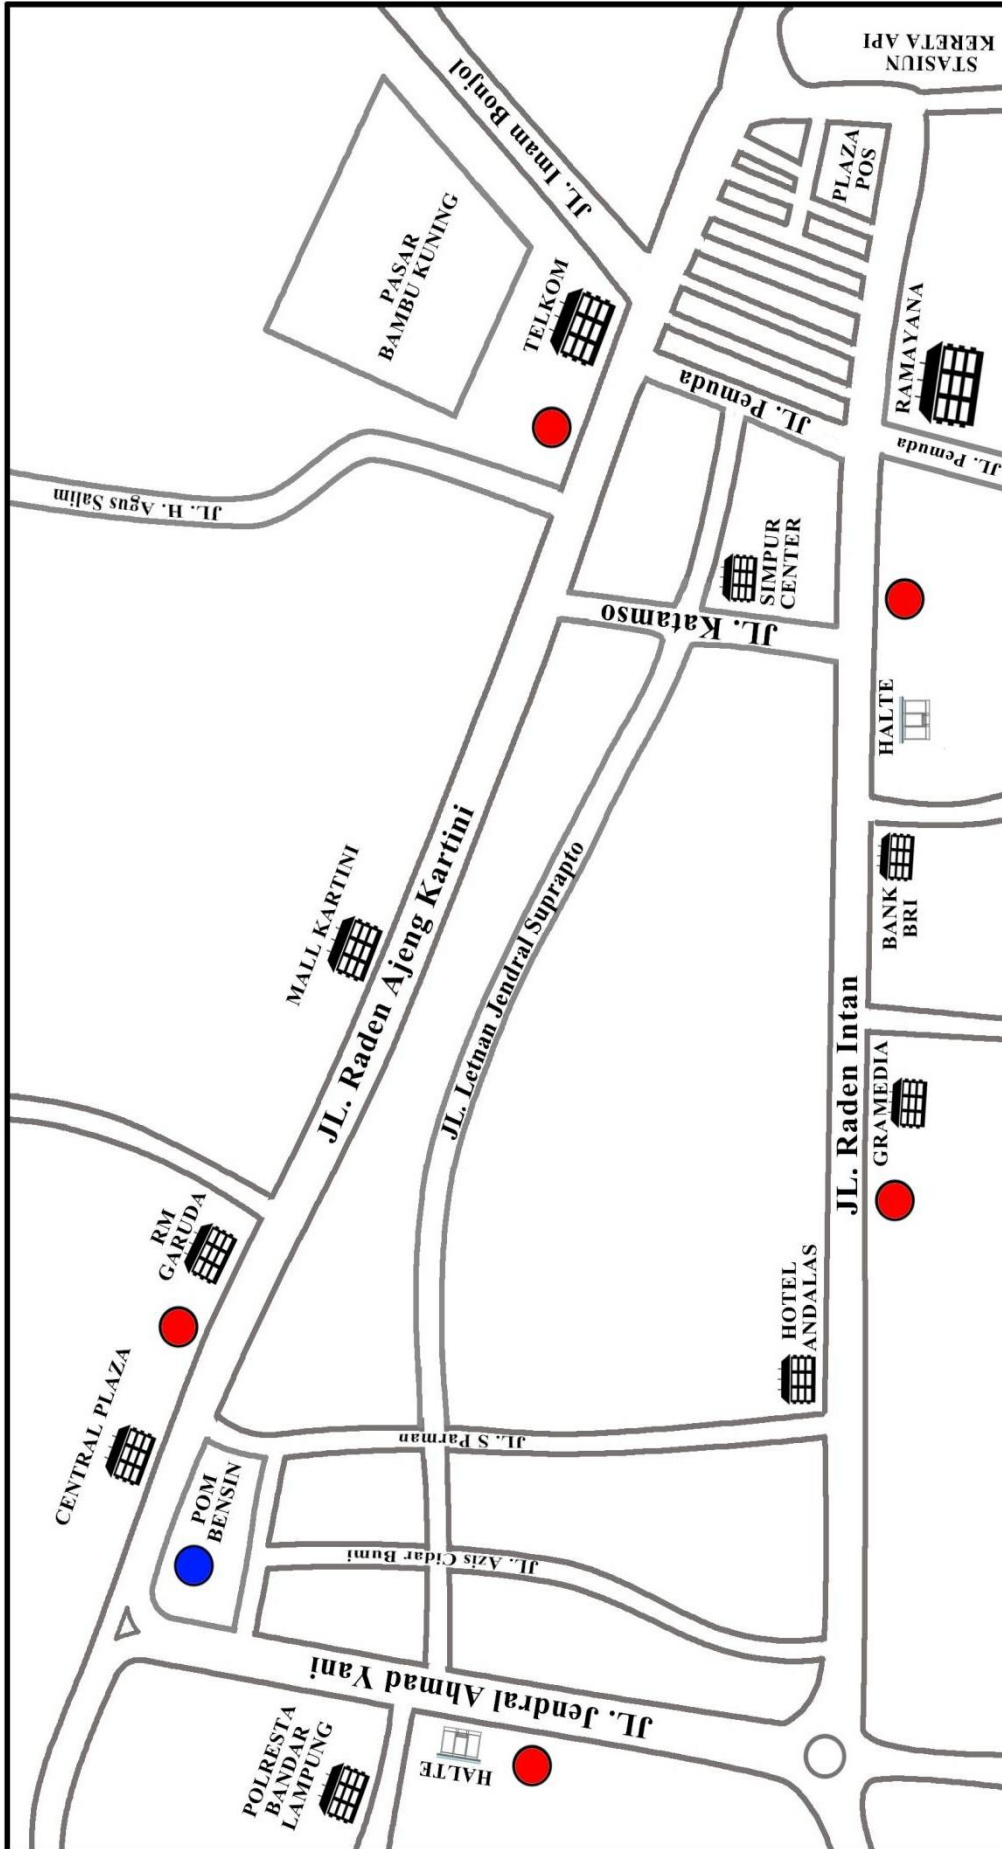 STASIUN
KERETA API
JL. Imam Bonjol
PLAZA
POS
PASAR
BAMBU KUNING
TELKOM
RAMAYANA
JL. Pemuda
JL. Pemuda
JL. H. Agus Salim
SIMPUR
CENTER
JL. Katamso
HALTE
JL. Raden Ajeng Kartini
MALL KARTINI
JL. Letnan Jendral Suprapto
BANK
BRI
JL. Raden Intan
GRAMEDIA
RM
GARUDA
HOTEL
ANDALAS
CENTRAL PLAZA
JL. S Parman
POM
BENSIN
JL. Azis Cidar Bumi
JL. Jendral Ahmad Yani
POLRESTA
BANDAR
LAMPUNG
HALTE